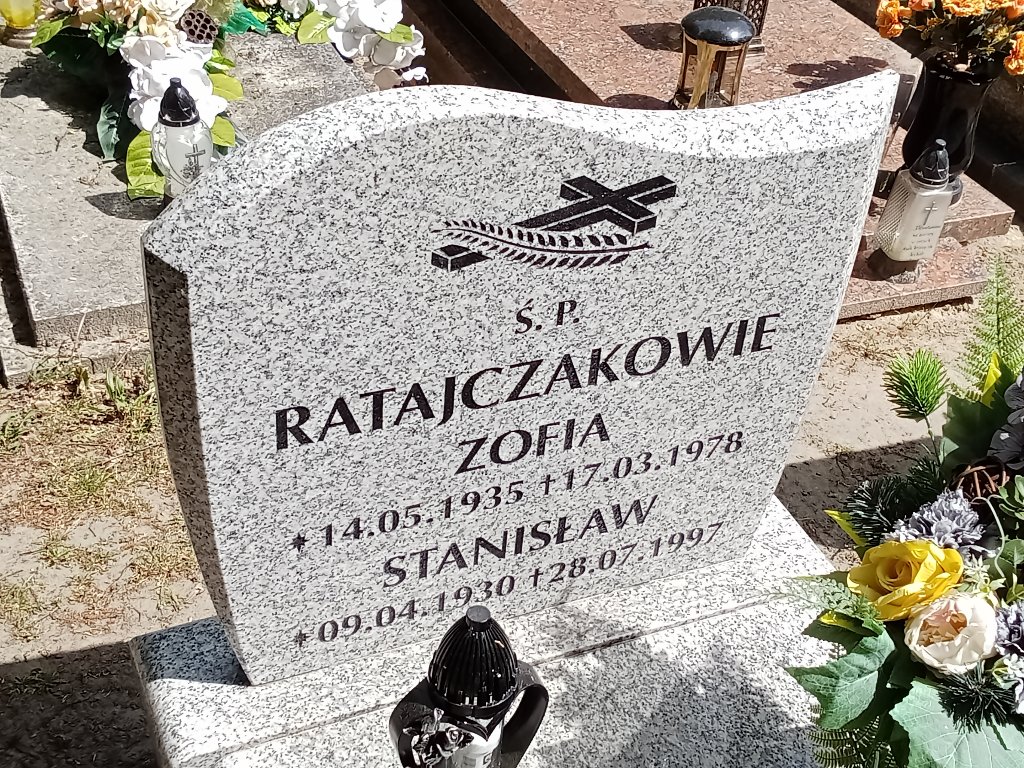 Ś. P.
RATAJCZAKOWIE
ZOFIA
*14.05.1935 †17.03.1978
STANISŁAW
*09.04.1930 †28.07.1997